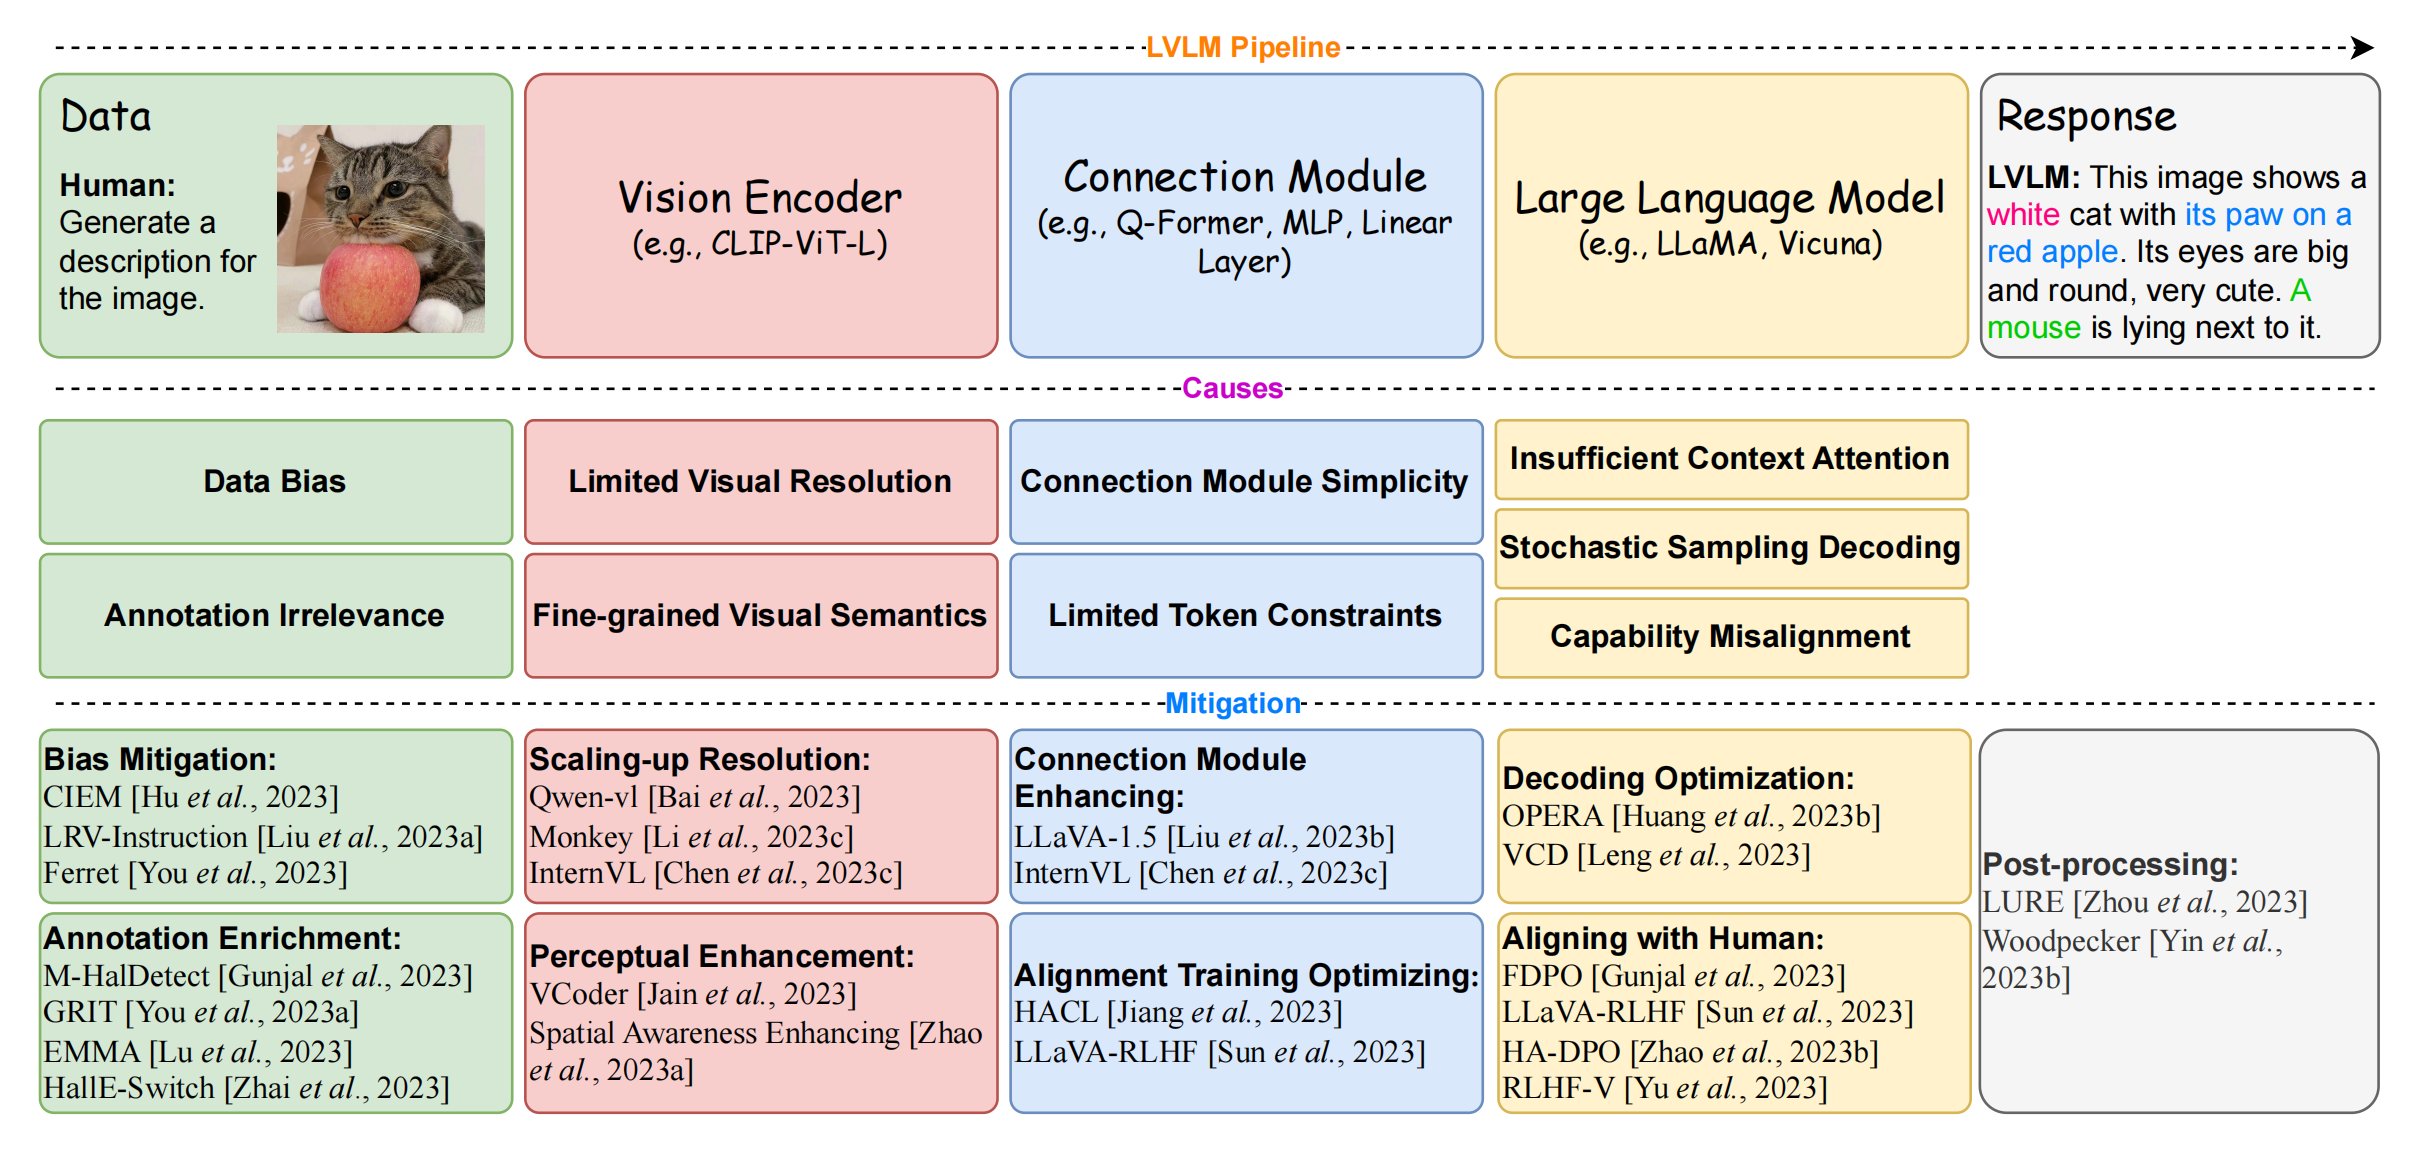 LVLM Pipeline
Data
Human:
Generate a
description for
the image.
Vision Encoder
(e.g., CLIP-ViT-L)
Connection Module
(e.g., Q-Former, MLP, Linear
Layer)
Large Language Model
(e.g., LLaMA, Vicuna)
Response
LVLM: This image shows a
white cat with its paw on a
red apple. Its eyes are big
and round, very cute. A
mouse is lying next to it.
Causes
Data Bias
Annotation Irrelevance
Limited Visual Resolution
Fine-grained Visual Semantics
Connection Module Simplicity
Limited Token Constraints
Insufficient Context Attention
Stochastic Sampling Decoding
Capability Misalignment
Mitigation
Bias Mitigation:
CIEM [Hu et al., 2023]
LRV-Instruction [Liu et al., 2023a]
Ferret [You et al., 2023]
Annotation Enrichment:
M-HalDetect [Gunjal et al., 2023]
GRIT [You et al., 2023a]
EMMA [Lu et al., 2023]
HallE-Switch [Zhai et al., 2023]
Scaling-up Resolution:
Qwen-vl [Bai et al., 2023]
Monkey [Li et al., 2023c]
InternVL [Chen et al., 2023c]
Perceptual Enhancement:
VCoder [Jain et al., 2023]
Spatial Awareness Enhancing [Zhao
et al., 2023a]
Connection Module
Enhancing:
LLaVA-1.5 [Liu et al., 2023b]
InternVL [Chen et al., 2023c]
Alignment Training Optimizing:
HACL [Jiang et al., 2023]
LLaVA-RLHF [Sun et al., 2023]
Decoding Optimization:
OPERA [Huang et al., 2023b]
VCD [Leng et al., 2023]
Aligning with Human:
FDPO [Gunjal et al., 2023]
LLaVA-RLHF [Sun et al., 2023]
HA-DPO [Zhao et al., 2023b]
RLHF-V [Yu et al., 2023]
Post-processing:
LURE [Zhou et al., 2023]
Woodpecker [Yin et al.,
2023b]